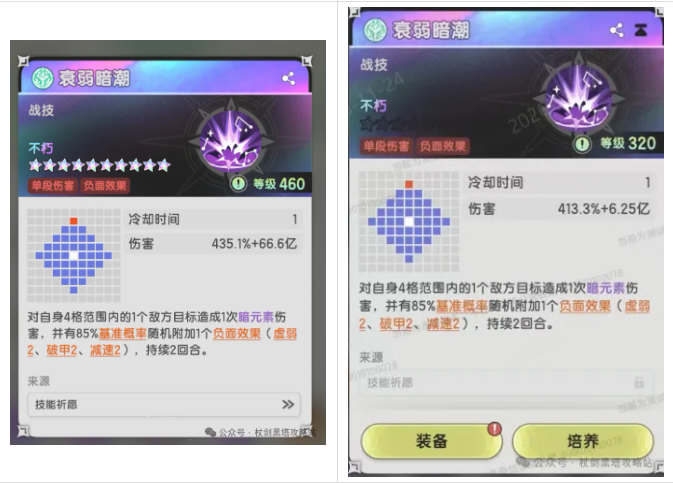 衰弱暗潮
战技
不朽
单段伤害 负面效果
等级 460
冷却时间 1
伤害 435.1%+66.6亿
对自身4格范围内的1个敌方目标造成1次暗元素伤
害，并有85%基准概率随机附加1个负面效果（虚弱
2、破甲2、减速2），持续2回合。
来源
技能祈愿
公众号 · 杖剑黑塔攻略站
衰弱暗潮
战技
不朽
单段伤害 负面效果
等级 320
冷却时间 1
伤害 413.3%+6.25亿
对自身4格范围内的1个敌方目标造成1次暗元素伤
害，并有85%基准概率随机附加1个负面效果（虚弱
2、破甲2、减速2），持续2回合。
来源
技能祈愿
装备
培养
公众号 · 杖剑黑塔攻略站